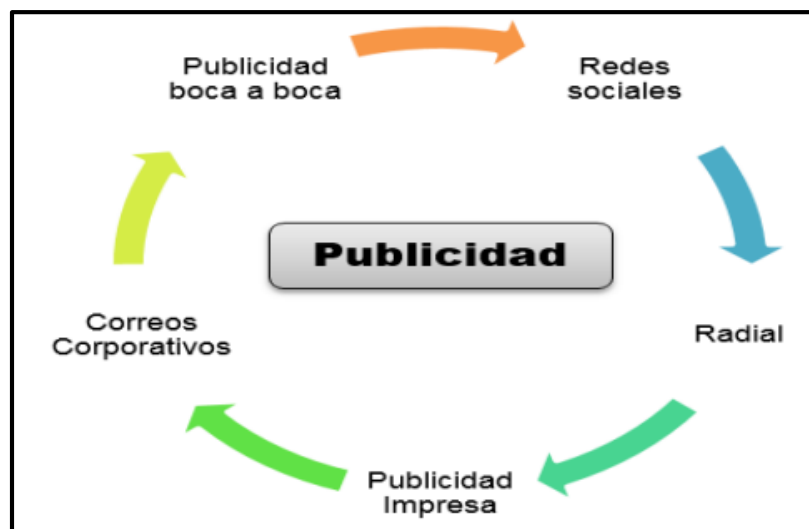 Publicidad
boca a boca
Redes
sociales
Publicidad
Radial
Correos
Corporativos
Publicidad
Impresa